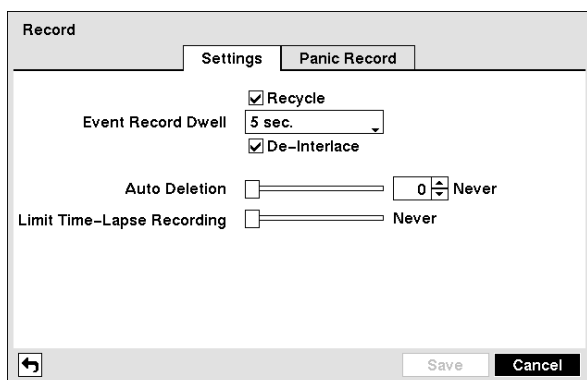 Record
Settings Panic Record
Recycle
Event Record Dwell 5 sec.
De-Interlace
Auto Deletion 0 Never
Limit Time-Lapse Recording Never
Save Cancel